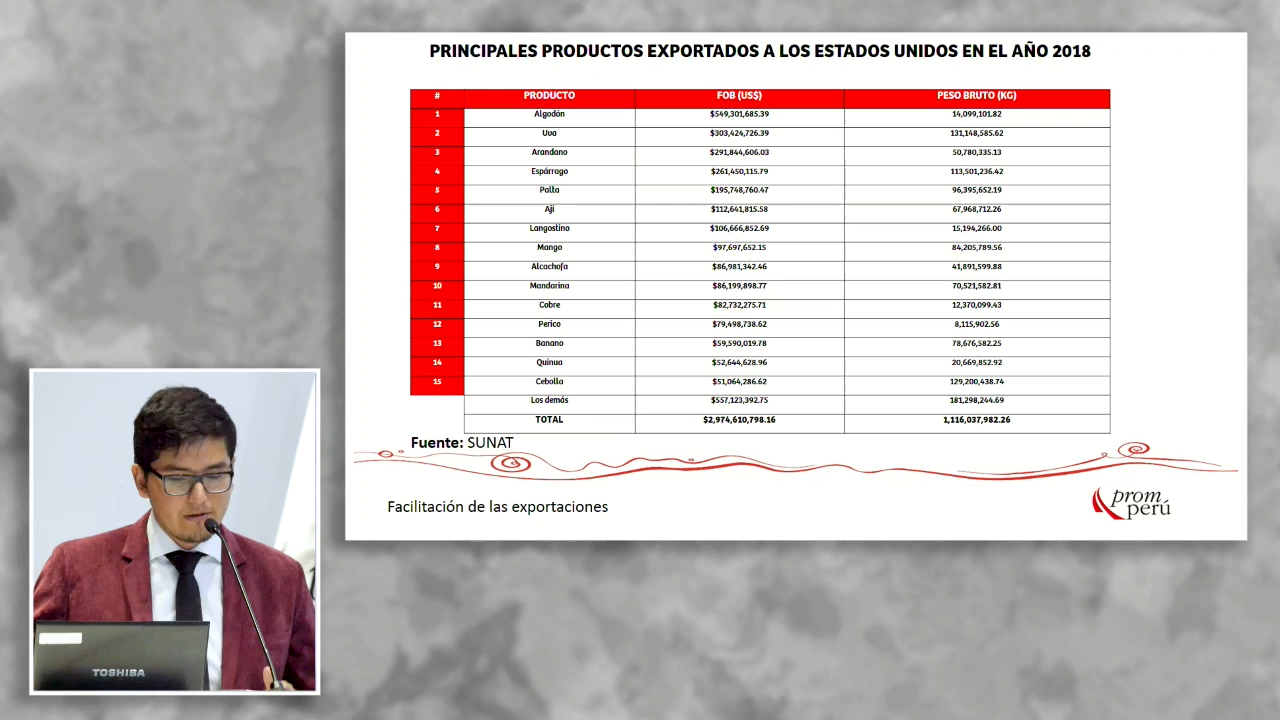 PRINCIPALES PRODUCTOS EXPORTADOS A LOS ESTADOS UNIDOS EN EL AÑO 2018
# PRODUCTO FOB (US$) PESO BRUTO (KG)
1 Algodón $549,301,685.39 14,099,101.82
2 Uva $303,424,726.39 131,148,585.62
3 Arandano $291,844,606.03 50,780,335.13
4 Espárrago $261,450,115.79 113,501,236.42
5 Palta $195,748,760.47 96,395,652.19
6 Ají $112,641,815.58 67,968,712.26
7 Langostino $106,666,852.69 15,194,266.00
8 Mango $97,697,652.15 84,205,789.56
9 Alcachofa $86,981,342.46 41,891,599.88
10 Mandarina $86,199,898.77 70,521,582.81
11 Cobre $82,732,275.71 12,370,099.43
12 Perico $79,498,738.62 8,115,902.56
13 Banano $59,590,019.78 78,676,582.25
14 Quinua $52,644,628.96 20,669,852.92
15 Cebolla $51,064,286.62 129,200,438.74
Los demás $557,123,392.75 181,298,244.69
TOTAL $2,974,610,798.16 1,116,037,982.26
Fuente: SUNAT
Facilitación de las exportaciones
prom
perú
TOSHIBA